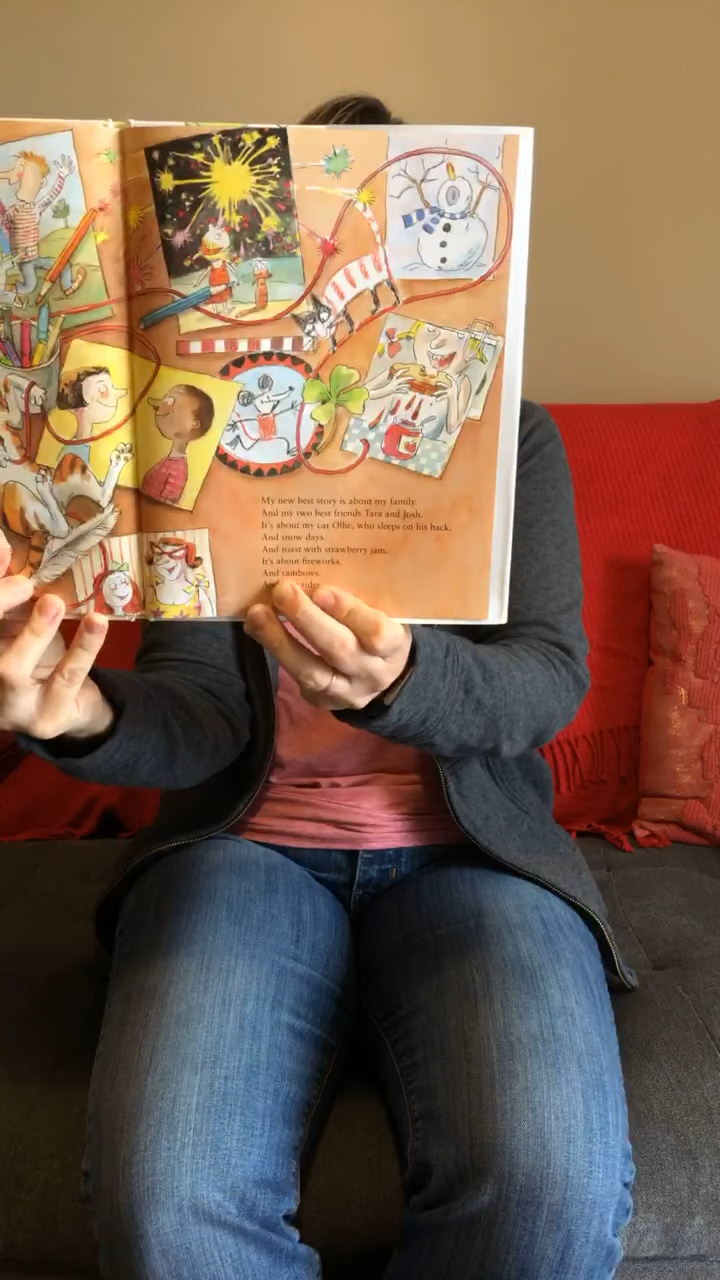 My new best story is about my family
And my two best friends Tara and Josh.
It's about my cat Ollie, who sleeps on his back.
And snow days.
And toast with strawberry jam.
It's about fireworks.
And rainbows.